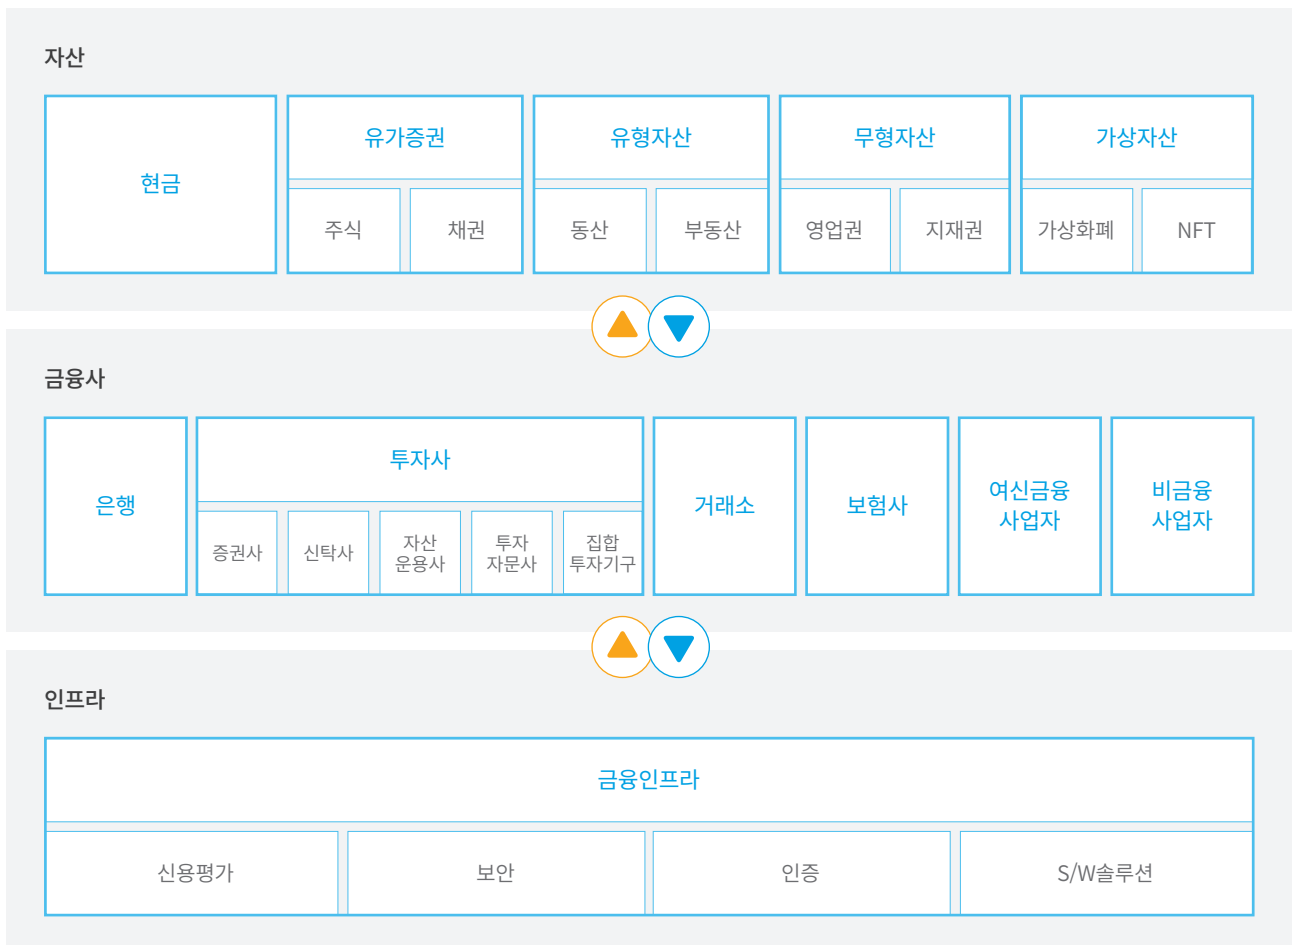 자산
현금
유가증권
유형자산
무형자산
가상자산
주식
채권
동산
부동산
영업권
지재권
가상화폐
NFT
금융사
은행
투자사
증권사
신탁사
자산
운용사
투자
자문사
집합
투자기구
거래소
보험사
여신금융
사업자
비금융
사업자
인프라
금융인프라
신용평가
보안
인증
S/W솔루션